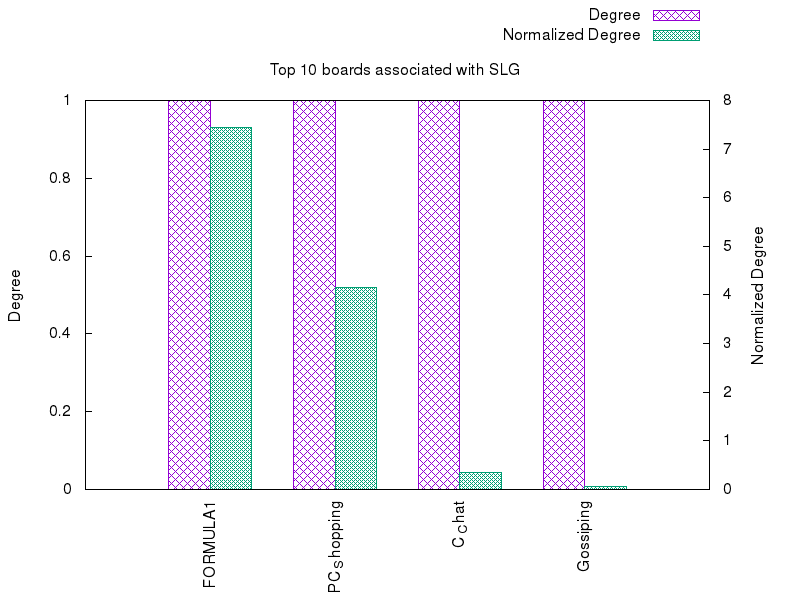 Degree
Normalized Degree
Top 10 boards associated with SLG
1
0.8
0.6
0.4
0.2
0
8
7
6
5
4
3
2
1
0
Degree
Normalized Degree
FORMULA1
PCshopping
CChat
Gossiping